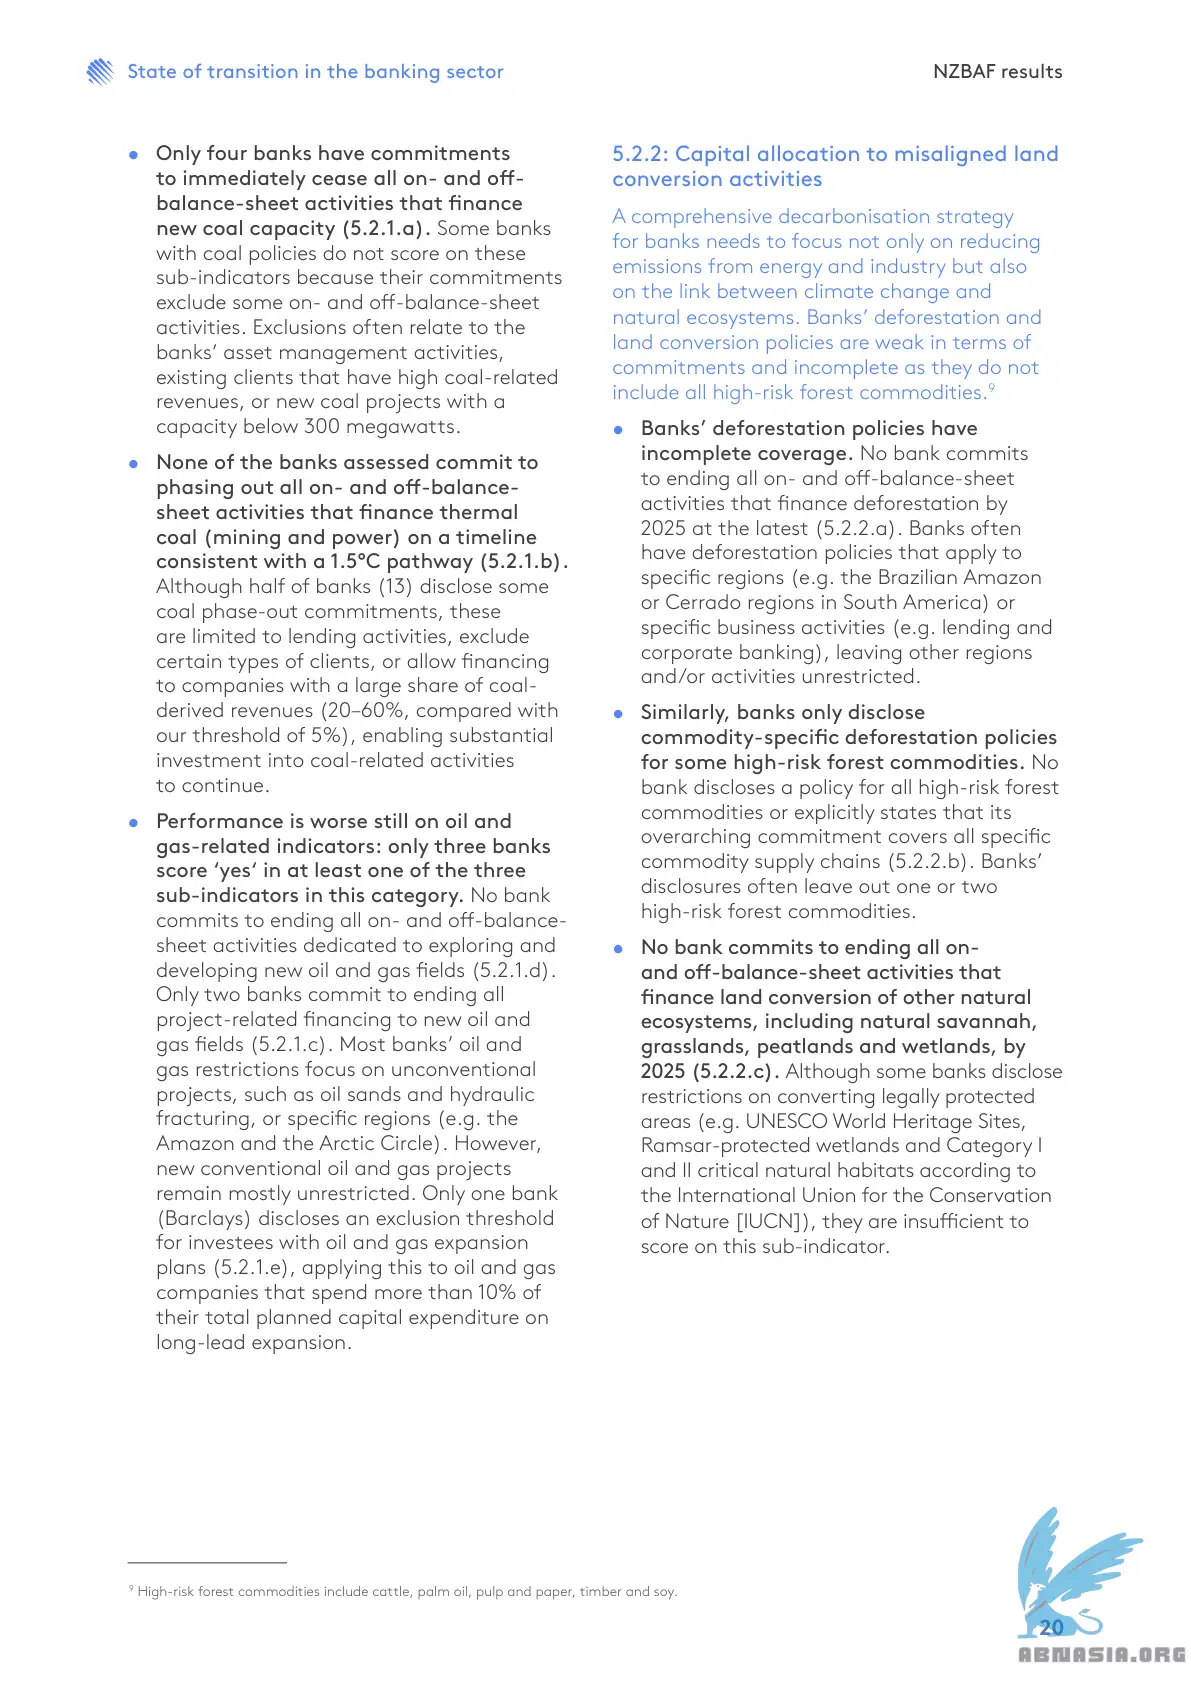 State of transition in the banking sector
NZBAF results
• Only four banks have commitments
to immediately cease all on- and off-
balance-sheet activities that finance
new coal capacity (5.2.1.a). Some banks
with coal policies do not score on these
sub-indicators because their commitments
exclude some on- and off-balance-sheet
activities. Exclusions often relate to the
banks’ asset management activities,
existing clients that have high coal-related
revenues, or new coal projects with a
capacity below 300 megawatts.
• None of the banks assessed commit to
phasing out all on- and off-balance-
sheet activities that finance thermal
coal (mining and power) on a timeline
consistent with a 1.5°C pathway (5.2.1.b).
Although half of banks (13) disclose some
coal phase-out commitments, these
are limited to lending activities, exclude
certain types of clients, or allow financing
to companies with a large share of coal-
derived revenues (20–60%, compared with
our threshold of 5%), enabling substantial
investment into coal-related activities
to continue.
• Performance is worse still on oil and
gas-related indicators: only three banks
score ‘yes‘ in at least one of the three
sub-indicators in this category. No bank
commits to ending all on- and off-balance-
sheet activities dedicated to exploring and
developing new oil and gas fields (5.2.1.d).
Only two banks commit to ending all
project-related financing to new oil and
gas fields (5.2.1.c). Most banks’ oil and
gas restrictions focus on unconventional
projects, such as oil sands and hydraulic
fracturing, or specific regions (e.g. the
Amazon and the Arctic Circle). However,
new conventional oil and gas projects
remain mostly unrestricted. Only one bank
(Barclays) discloses an exclusion threshold
for investees with oil and gas expansion
plans (5.2.1.e), applying this to oil and gas
companies that spend more than 10% of
their total planned capital expenditure on
long-lead expansion.
5.2.2: Capital allocation to misaligned land
conversion activities
A comprehensive decarbonisation strategy
for banks needs to focus not only on reducing
emissions from energy and industry but also
on the link between climate change and
natural ecosystems. Banks’ deforestation and
land conversion policies are weak in terms of
commitments and incomplete as they do not
include all high-risk forest commodities.⁹
• Banks’ deforestation policies have
incomplete coverage. No bank commits
to ending all on- and off-balance-sheet
activities that finance deforestation by
2025 at the latest (5.2.2.a). Banks often
have deforestation policies that apply to
specific regions (e.g. the Brazilian Amazon
or Cerrado regions in South America) or
specific business activities (e.g. lending and
corporate banking), leaving other regions
and/or activities unrestricted.
• Similarly, banks only disclose
commodity-specific deforestation policies
for some high-risk forest commodities. No
bank discloses a policy for all high-risk forest
commodities or explicitly states that its
overarching commitment covers all specific
commodity supply chains (5.2.2.b). Banks’
disclosures often leave out one or two
high-risk forest commodities.
• No bank commits to ending all on-
and off-balance-sheet activities that
finance land conversion of other natural
ecosystems, including natural savannah,
grasslands, peatlands and wetlands, by
2025 (5.2.2.c). Although some banks disclose
restrictions on converting legally protected
areas (e.g. UNESCO World Heritage Sites,
Ramsar-protected wetlands and Category I
and II critical natural habitats according to
the International Union for the Conservation
of Nature [IUCN]), they are insufficient to
score on this sub-indicator.
⁹ High-risk forest commodities include cattle, palm oil, pulp and paper, timber and soy.
20
ABNASIA.ORG